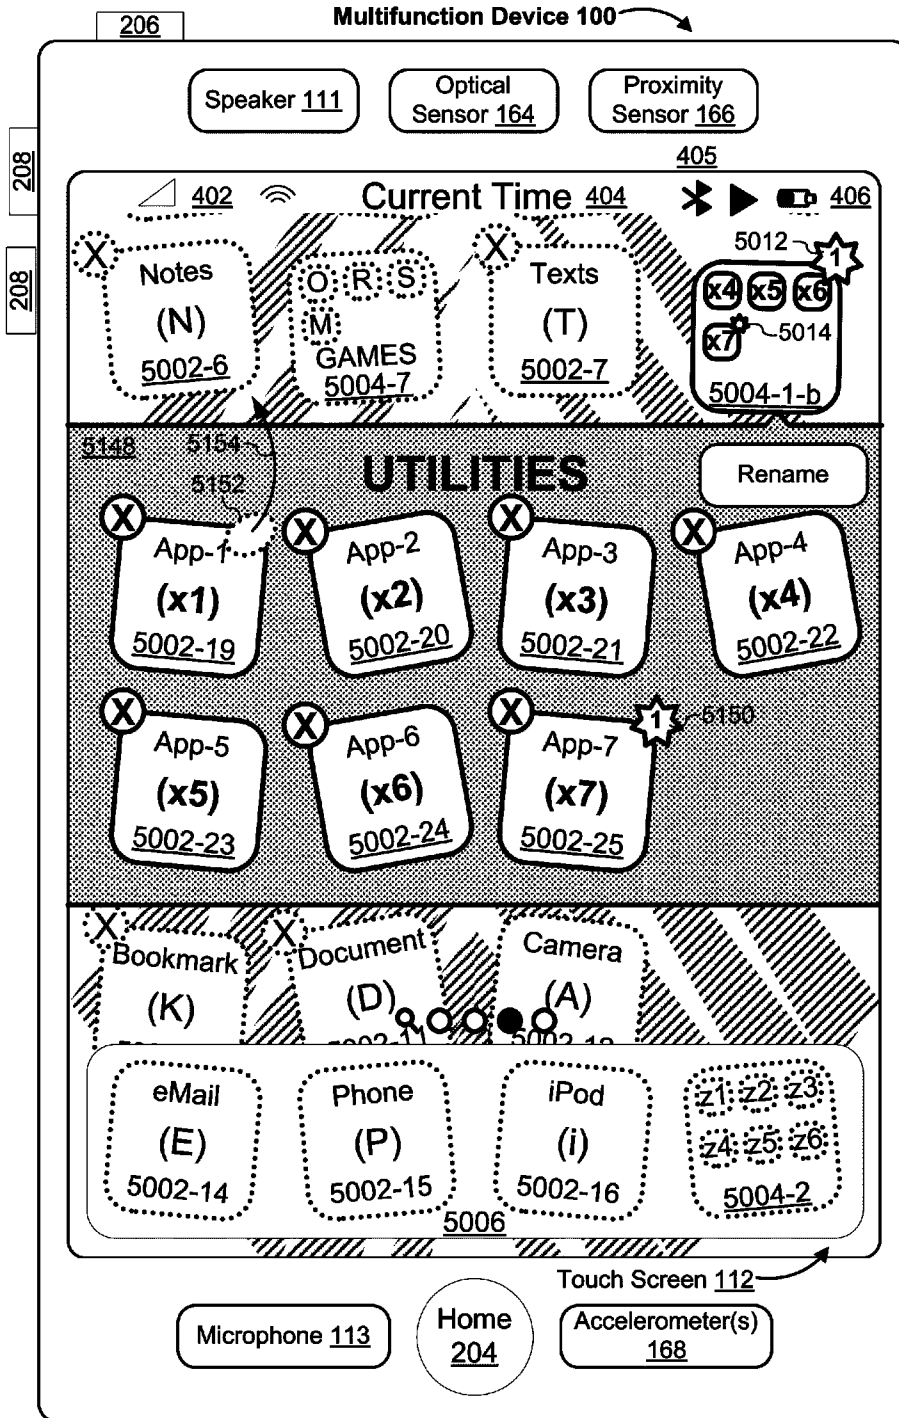 206
Multifunction Device 100
Speaker 111
Optical
Sensor 164
Proximity
Sensor 166
208
208
402
Current Time 404
405
406
X
Notes
(N)
5002-6
O R S
M
GAMES
5004-7
X
Texts
(T)
5002-7
5012
1
x4 x5 x6
x7
5014
5004-1-b
5148
5154
5152
UTILITIES
Rename
X
App-1
(x1)
5002-19
X
App-2
(x2)
5002-20
X
App-3
(x3)
5002-21
X
App-4
(x4)
5002-22
X
App-5
(x5)
5002-23
X
App-6
(x6)
5002-24
X
App-7
(x7)
5002-25
1
5150
X
Bookmark
(K)
X
Document
(D)
5002-11
Camera
(A)
eMail
(E)
5002-14
Phone
(P)
5002-15
iPod
(i)
5002-16
z1 z2 z3
z4 z5 z6
5004-2
5006
Touch Screen 112
Microphone 113
Home
204
Accelerometer(s)
168